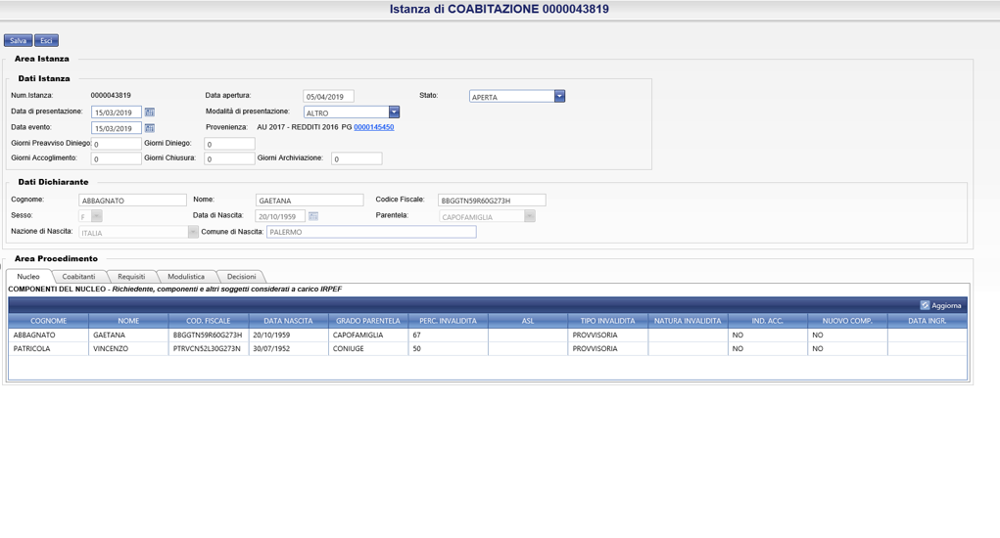 Istanza di COABITAZIONE 0000043819
Salva Esci
Area Istanza
Dati Istanza
Num.Istanza: 0000043819 Data apertura: 05/04/2019 Stato: APERTA
Data di presentazione: 15/03/2019 Modalità di presentazione: ALTRO
Data evento: 15/03/2019 Provenienza: AU 2017 - REDDITI 2016 PG 0000145450
Giorni Preavviso Diniego: 0 Giorni Diniego: 0
Giorni Accoglimento: 0 Giorni Chiusura: 0 Giorni Archiviazione: 0
Dati Dichiarante
Cognome: ABBAGNATO Nome: GAETANA Codice Fiscale: BBGGTN59R60G273H
Sesso: F Data di Nascita: 20/10/1959 Parentela: CAPOFAMIGLIA
Nazione di Nascita: ITALIA Comune di Nascita: PALERMO
Area Procedimento
Nucleo Coabitanti Requisiti Modulistica Decisioni
COMPONENTI DEL NUCLEO - Richiedente, componenti e altri soggetti considerati a carico IRPEF
Aggiorna
COGNOME NOME COD. FISCALE DATA NASCITA GRADO PARENTELA PERC. INVALIDITA ASL TIPO INVALIDITA NATURA INVALIDITA IND. ACC. NUOVO COMP. DATA INGR.
ABBAGNATO GAETANA BBGGTN59R60G273H 20/10/1959 CAPOFAMIGLIA 67 PROVVISORIA NO NO
PATRICOLA VINCENZO PTRVCN52L30G273N 30/07/1952 CONIUGE 50 PROVVISORIA NO NO